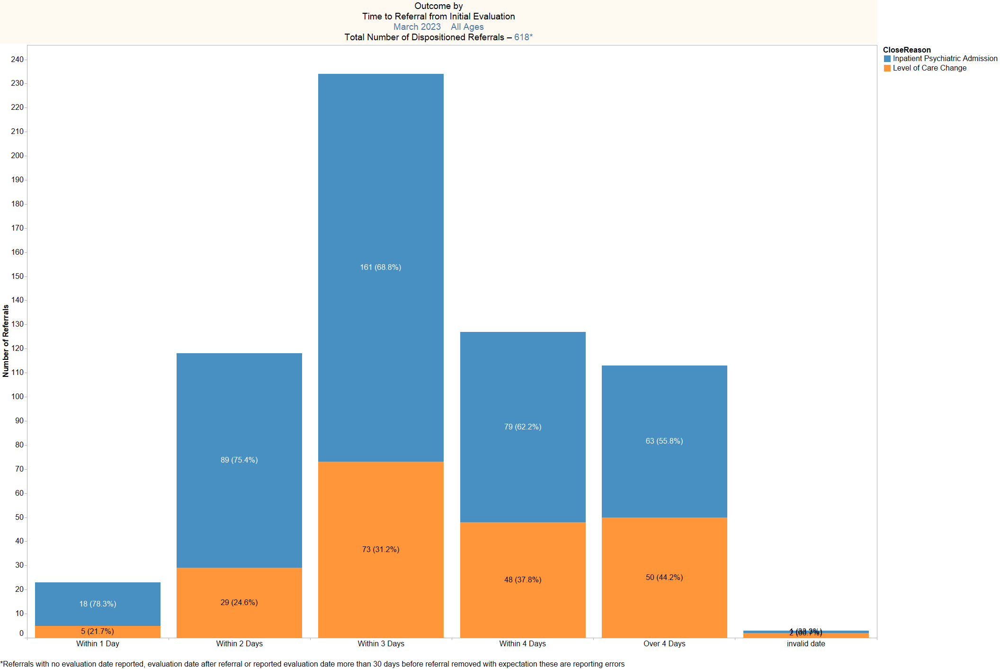 Outcome by
Time to Referral from Initial Evaluation
March 2023 All Ages
Total Number of Dispositioned Referrals – 618*
CloseReason
Inpatient Psychiatric Admission
Level of Care Change
Number of Referrals
240
230
220
210
200
190
180
170
160
150
140
130
120
110
100
90
80
70
60
50
40
30
20
10
0
18 (78.3%)
5 (21.7%)
89 (75.4%)
29 (24.6%)
161 (68.8%)
73 (31.2%)
79 (62.2%)
48 (37.8%)
63 (55.8%)
50 (44.2%)
Within 1 Day
Within 2 Days
Within 3 Days
Within 4 Days
Over 4 Days
invalid date
*Referrals with no evaluation date reported, evaluation date after referral or reported evaluation date more than 30 days before referral removed with expectation these are reporting errors